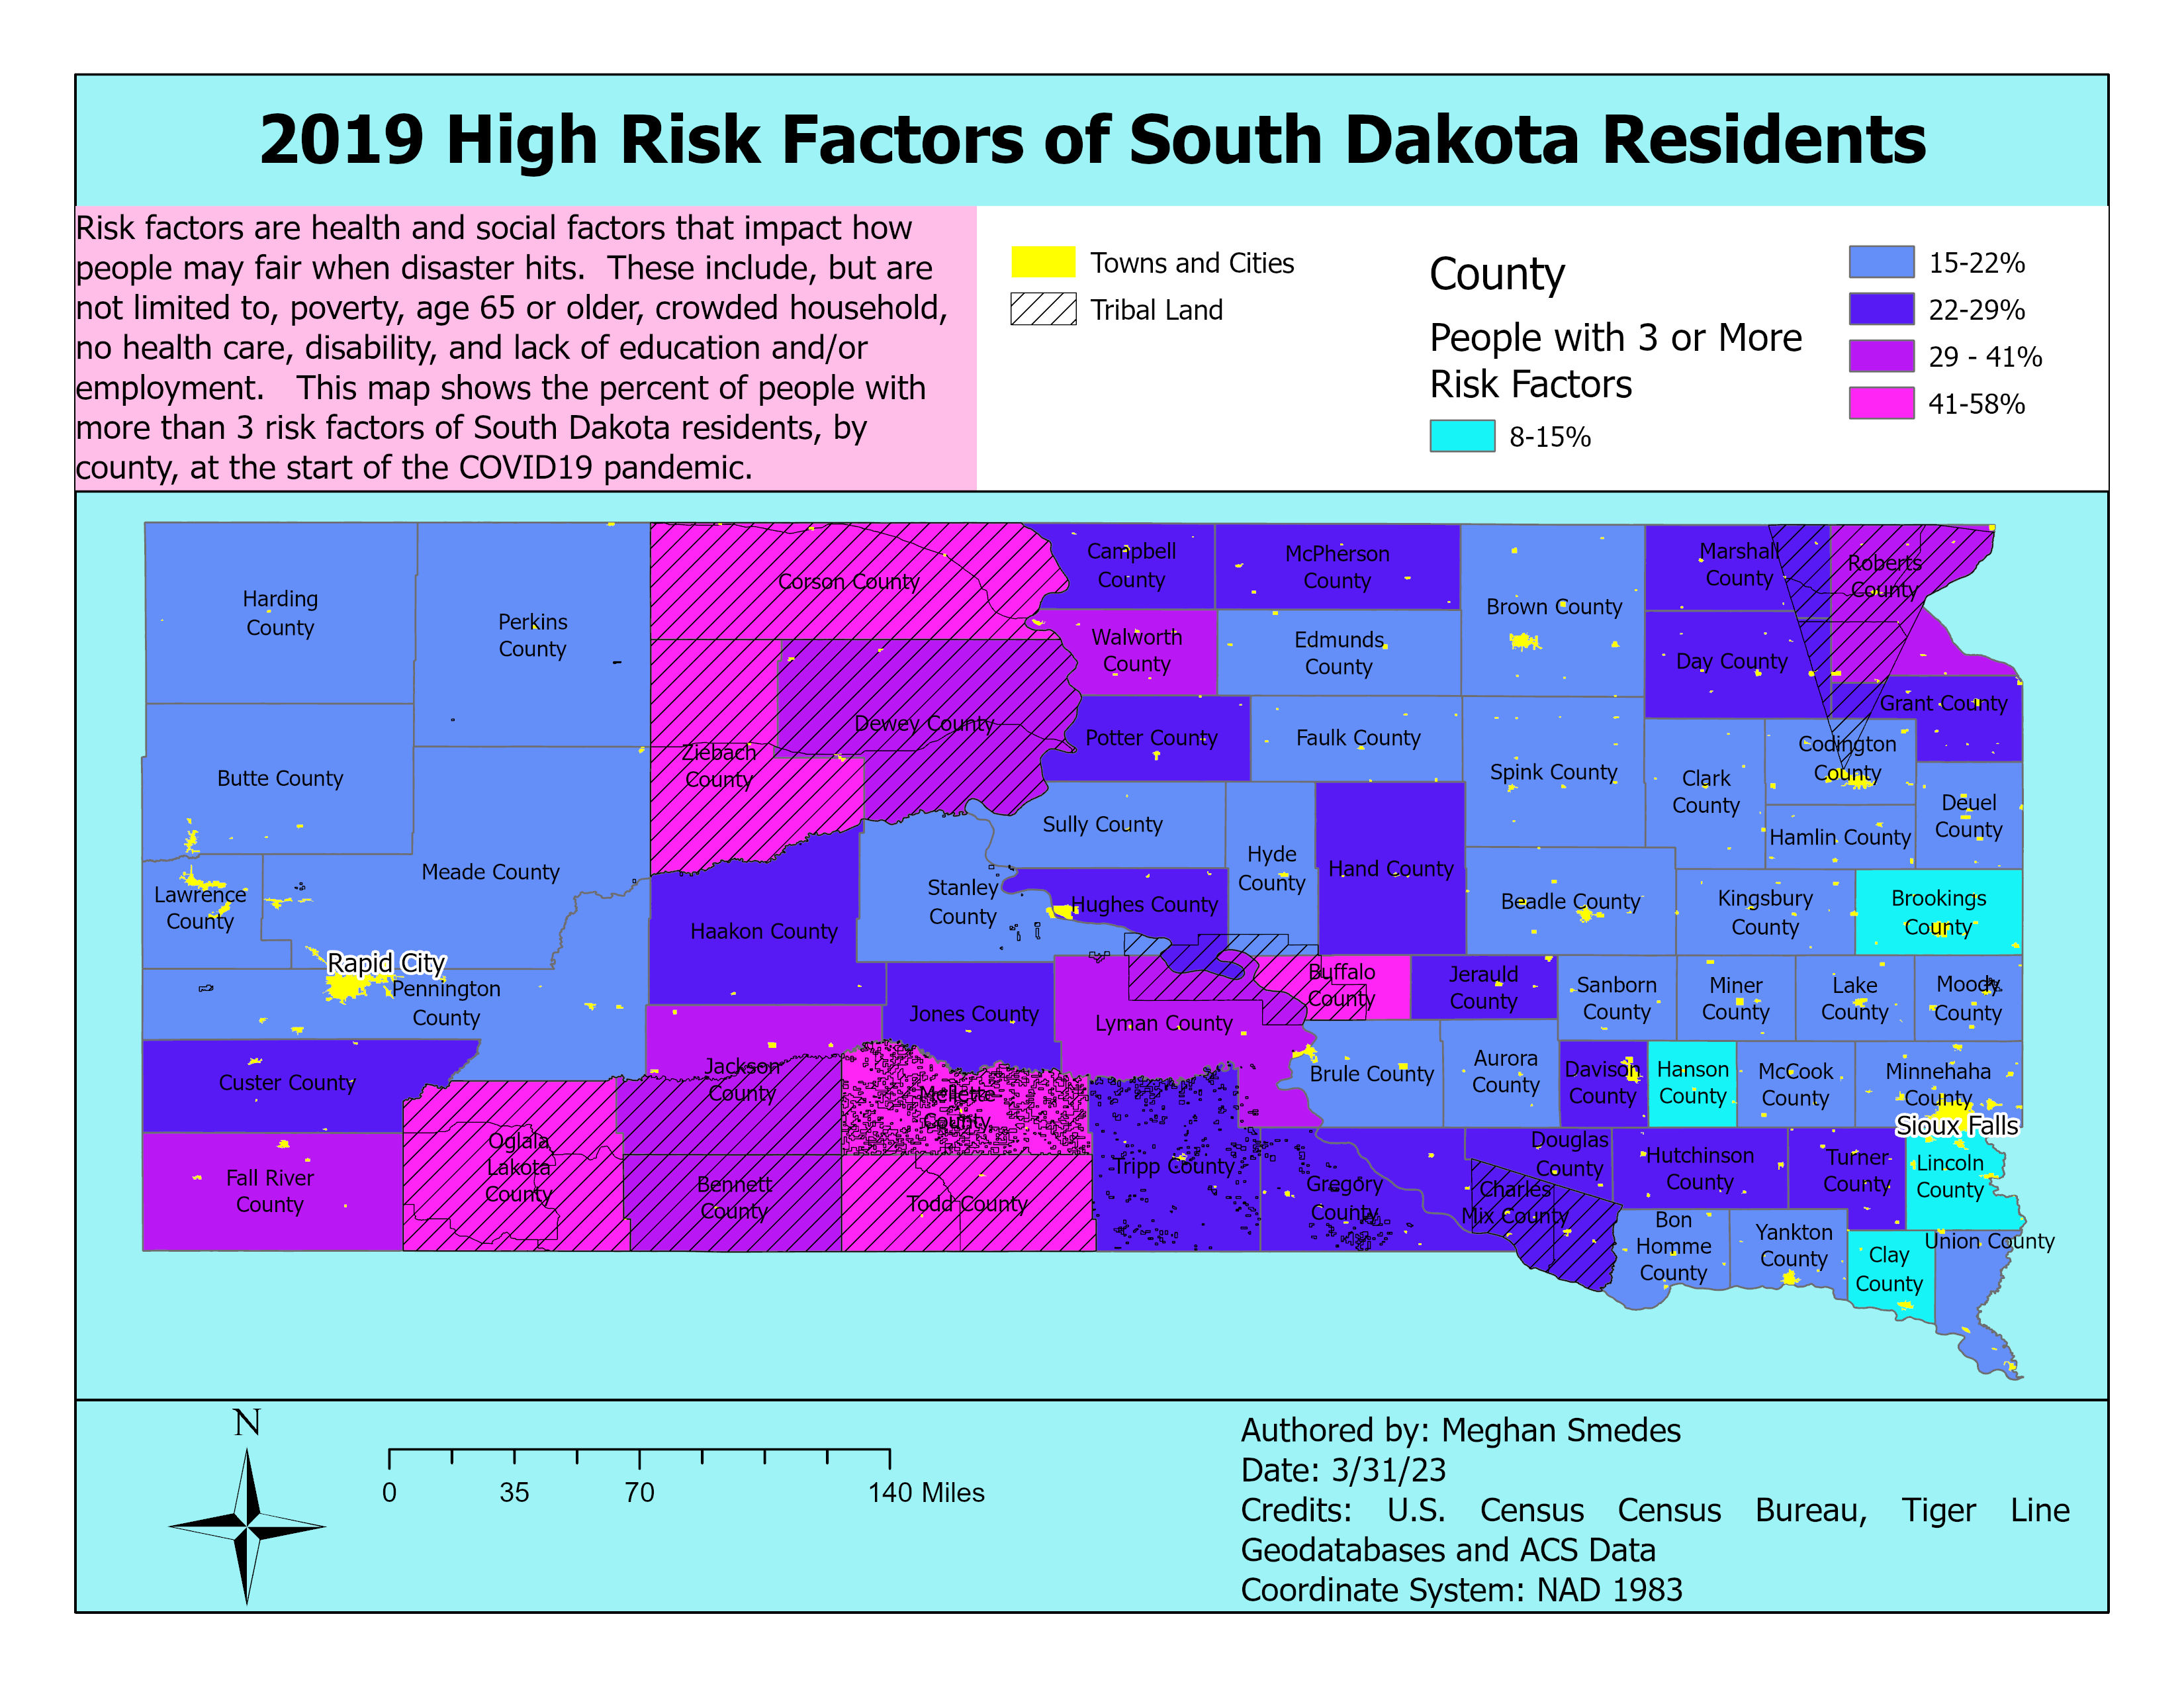 2019 High Risk Factors of South Dakota Residents
Risk factors are health and social factors that impact how
people may fair when disaster hits.  These include, but are
not limited to, poverty, age 65 or older, crowded household,
no health care, disability, and lack of education and/or
employment.   This map shows the percent of people with
more than 3 risk factors of South Dakota residents, by
county, at the start of the COVID19 pandemic.
Towns and Cities
Tribal Land
County
People with 3 or More
Risk Factors
8-15%
15-22%
22-29%
29 - 41%
41-58%
Harding
County
Perkins
County
Corson County
Campbell
County
McPherson
County
Brown County
Marshall
County
Roberts
County
Walworth
County
Edmunds
County
Day County
Grant County
Butte County
Ziebach
County
Dewey County
Potter County
Faulk County
Spink County
Clark
County
Codington
County
Deuel
County
Hamlin County
Meade County
Sully County
Hyde
County
Hand County
Lawrence
County
Stanley
County
Hughes County
Beadle County
Kingsbury
County
Brookings
County
Haakon County
Rapid City
Pennington
County
Jones County
Lyman County
Buffalo
County
Jerauld
County
Sanborn
County
Miner
County
Lake
County
Moody
County
Custer County
Jackson
County
Mellette
County
Brule County
Aurora
County
Davison
County
Hanson
County
McCook
County
Minnehaha
County
Sioux Falls
Fall River
County
Oglala
Lakota
County
Bennett
County
Todd County
Tripp County
Gregory
County
Charles
Mix County
Douglas
County
Hutchinson
County
Turner
County
Lincoln
County
Bon
Homme
County
Yankton
County
Clay
County
Union County
N
0 35 70 140 Miles
Authored by: Meghan Smedes
Date: 3/31/23
Credits: U.S. Census Census Bureau, Tiger Line
Geodatabases and ACS Data
Coordinate System: NAD 1983